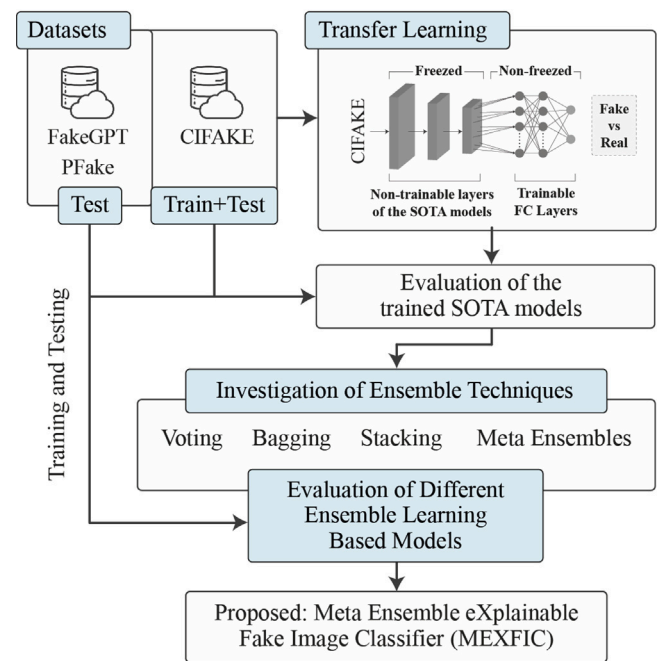 Datasets
FakeGPT
PFake
CIFAKE
Test
Train+Test
Transfer Learning
Freezed
Non-freezed
CIFAKE
Fake
vs
Real
Non-trainable layers
of the SOTA models
Trainable
FC Layers
Training and Testing
Evaluation of the
trained SOTA models
Investigation of Ensemble Techniques
Voting Bagging Stacking Meta Ensembles
Evaluation of Different
Ensemble Learning
Based Models
Proposed: Meta Ensemble eXplainable
Fake Image Classifier (MEXFIC)